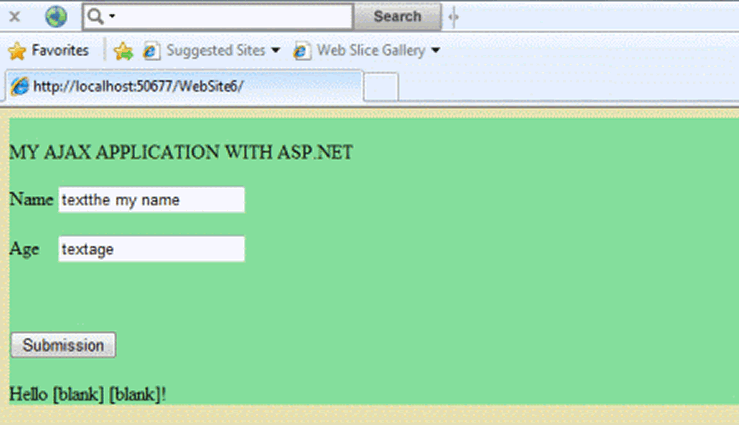 Search
Favorites Suggested Sites Web Slice Gallery
http://localhost:50677/WebSite6/
MY AJAX APPLICATION WITH ASP.NET
Name textthe my name
Age textage
Submission
Hello [blank] [blank]!